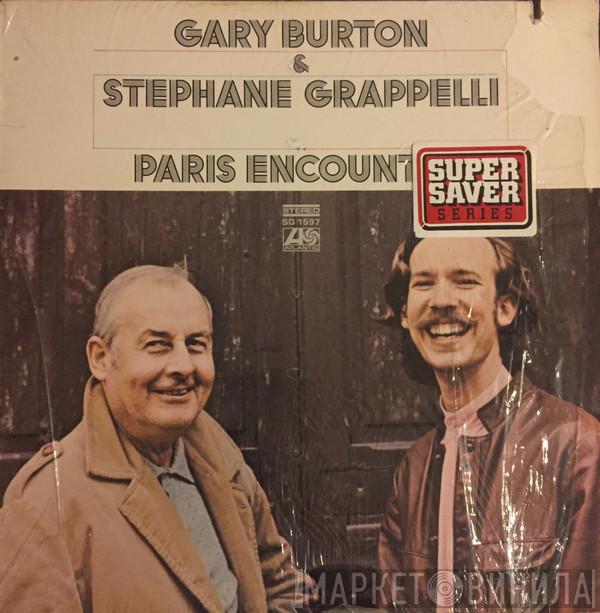 GARY BURTON
&
STEPHANE GRAPPELLI
PARIS ENCOUNT
SUPER
SAVER
SERIES
STEREO
SD 1597
ATLANTIC
МАРКЕТ ВИНИЛА